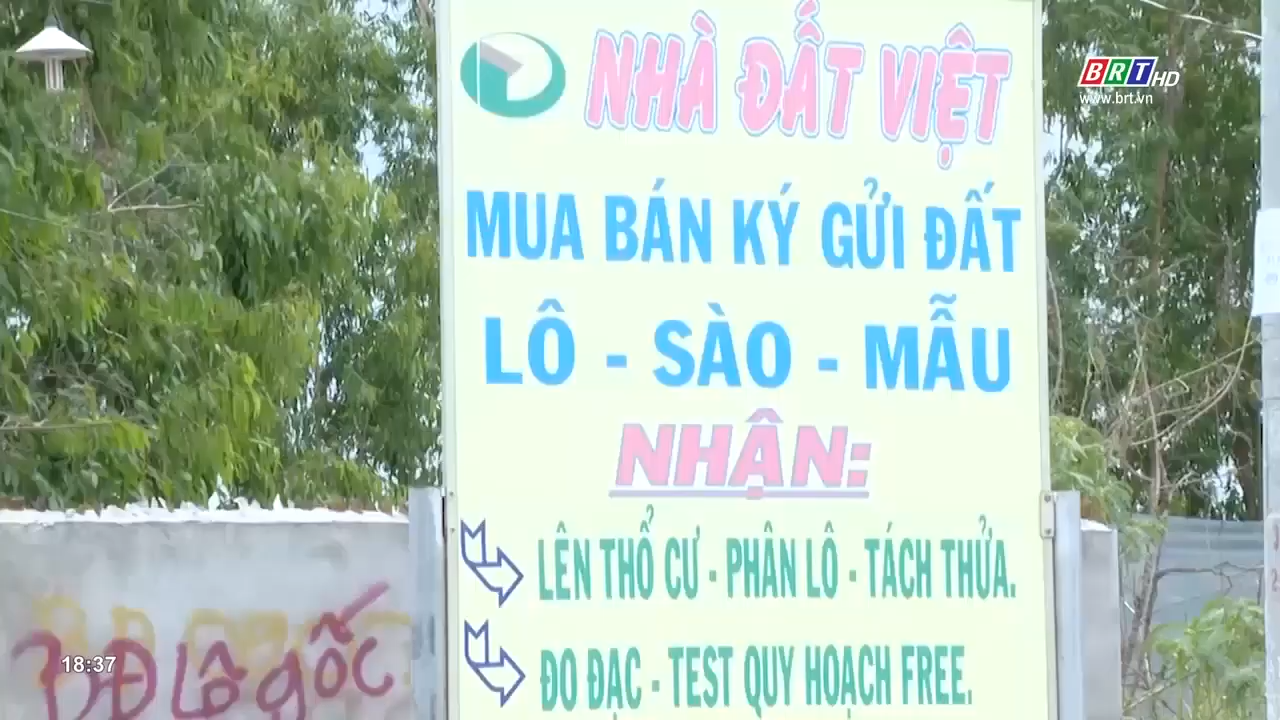 NHÀ ĐẤT VIỆT
BRT HD
www.brt.vn
MUA BÁN KÝ GỬI ĐẤT
LÔ - SÀO - MẪU
NHẬN:
LÊN THỔ CƯ - PHÂN LÔ - TÁCH THỬA.
ĐO ĐẠC - TEST QUY HOẠCH FREE.
18:37
BĐ Lô gốc